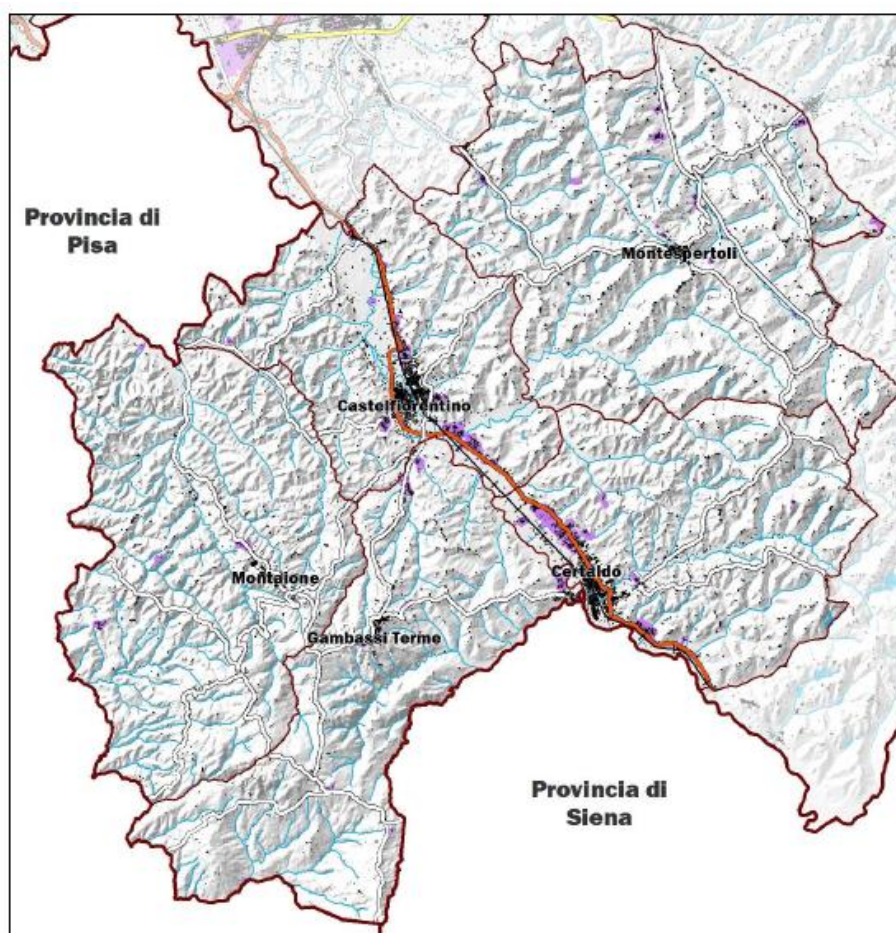 Provincia di
Pisa
Montespertoli
Castelfiorentino
Certaldo
Montaione
Gambassi Terme
Provincia di
Siena